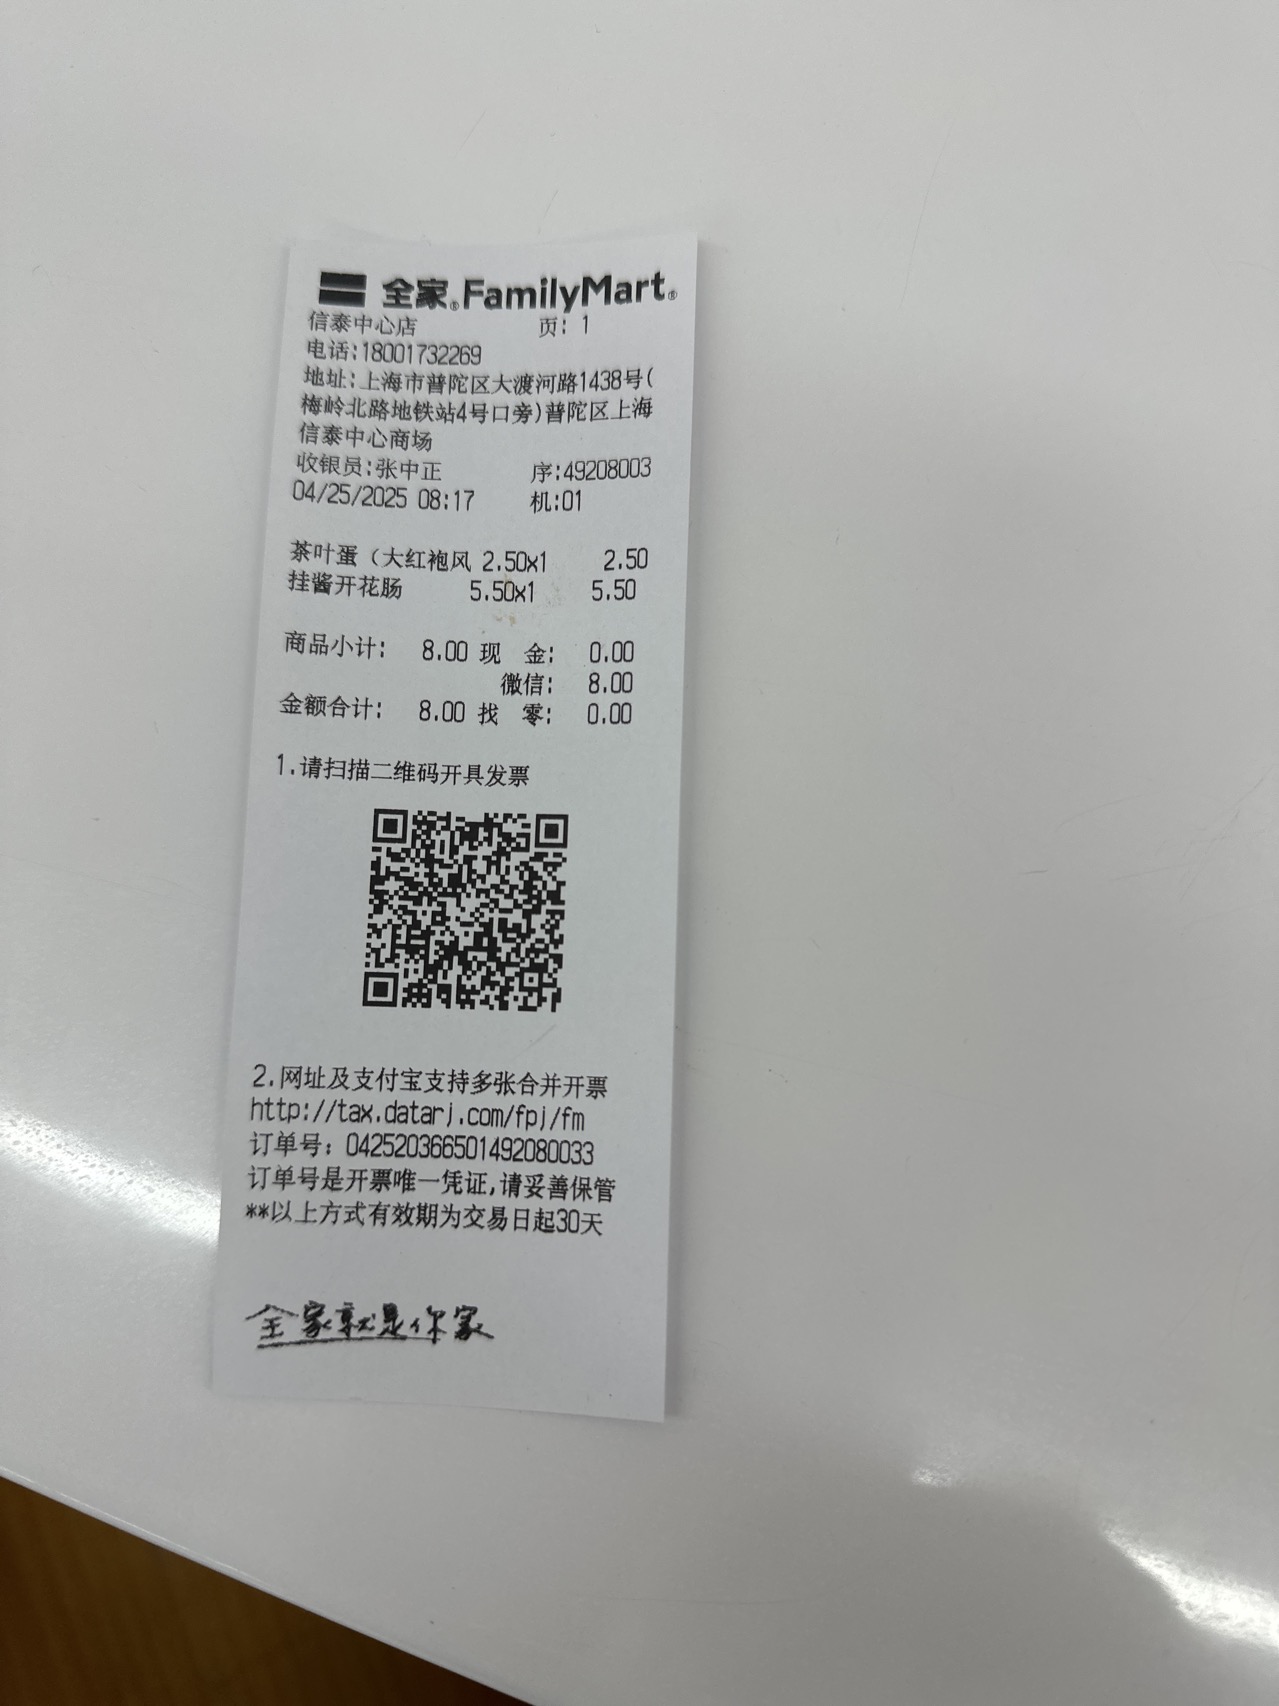 全家®FamilyMart®
信泰中心店 页: 1
电话:18001732269
地址:上海市普陀区大渡河路1438号(
梅岭北路地铁站4号口旁)普陀区上海
信泰中心商场
收银员:张中正 序:49208003
04/25/2025 08:17 机:01
茶叶蛋（大红袍风 2.50x1 2.50
挂酱开花肠 5.50x1 5.50
商品小计: 8.00 现 金: 0.00
微信: 8.00
金额合计: 8.00 找 零: 0.00
1.请扫描二维码开具发票
2.网址及支付宝支持多张合并开票
http://tax.datarj.com/fpj/fm
订单号: 042520366501492080033
订单号是开票唯一凭证,请妥善保管
**以上方式有效期为交易日起30天
全家就是你家